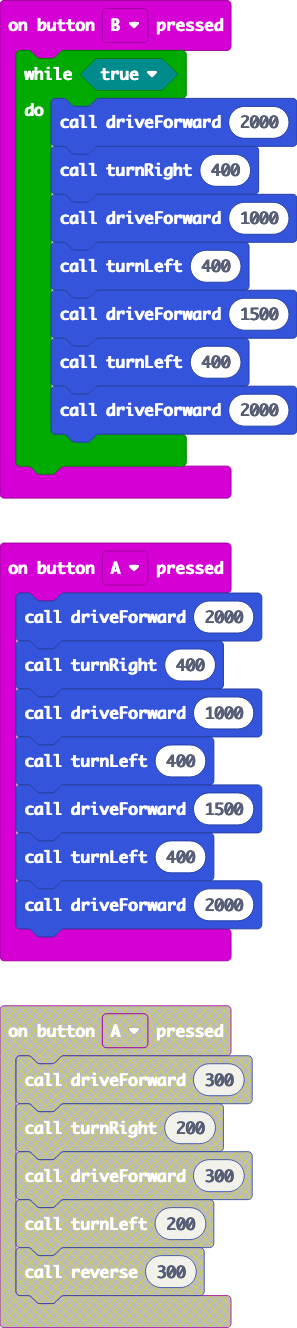 on button B pressed
while true
do
call driveForward 2000
call turnRight 400
call driveForward 1000
call turnLeft 400
call driveForward 1500
call turnLeft 400
call driveForward 2000
on button A pressed
call driveForward 2000
call turnRight 400
call driveForward 1000
call turnLeft 400
call driveForward 1500
call turnLeft 400
call driveForward 2000
on button A pressed
call driveForward 300
call turnRight 200
call driveForward 300
call turnLeft 200
call reverse 300